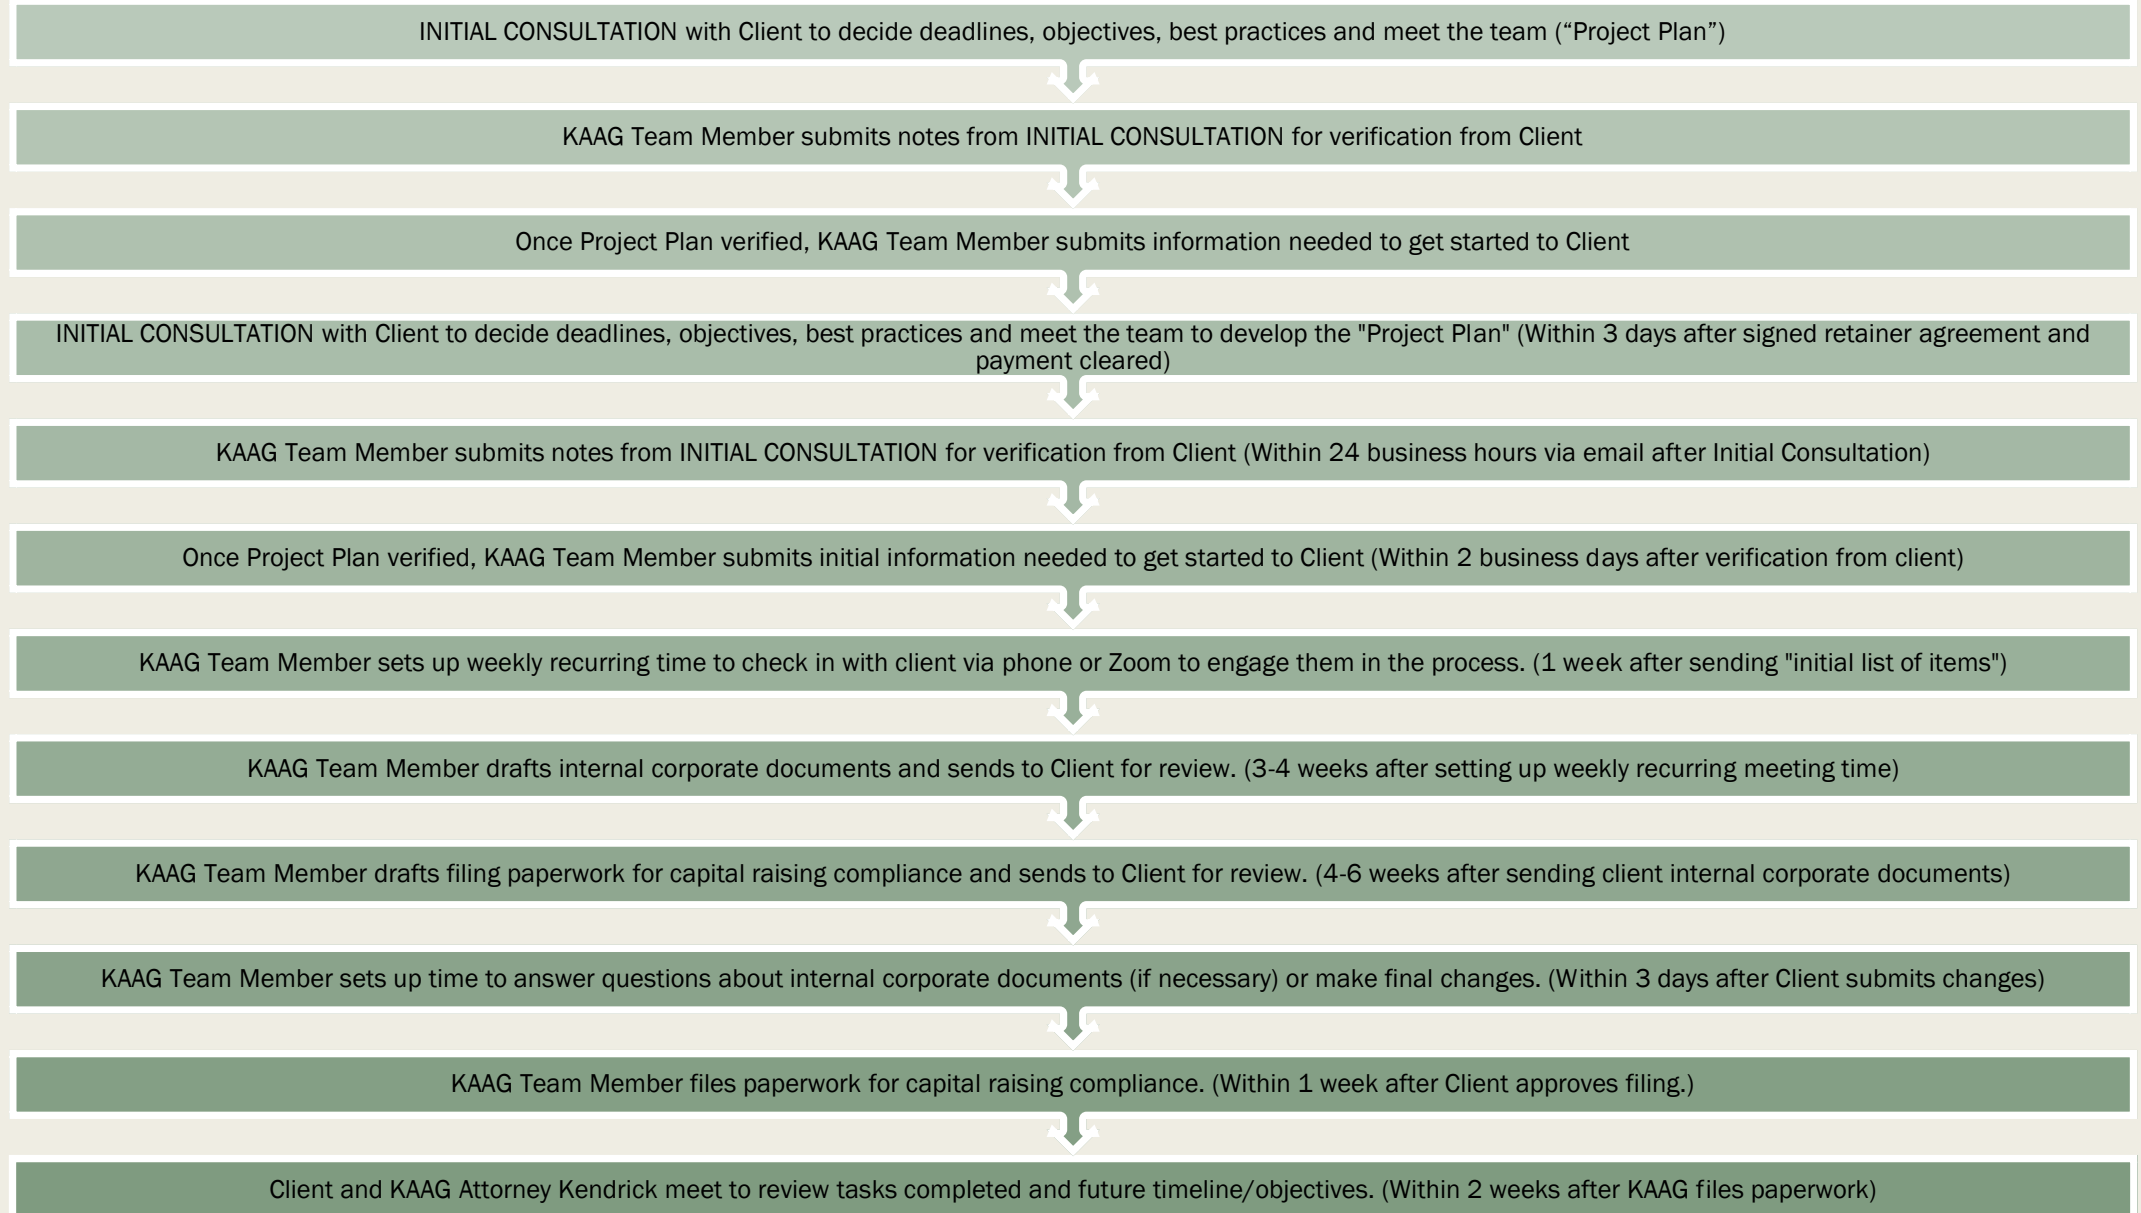 INITIAL CONSULTATION with Client to decide deadlines, objectives, best practices and meet the team (“Project Plan”)
KAAG Team Member submits notes from INITIAL CONSULTATION for verification from Client
Once Project Plan verified, KAAG Team Member submits information needed to get started to Client
INITIAL CONSULTATION with Client to decide deadlines, objectives, best practices and meet the team to develop the "Project Plan" (Within 3 days after signed retainer agreement and
payment cleared)
KAAG Team Member submits notes from INITIAL CONSULTATION for verification from Client (Within 24 business hours via email after Initial Consultation)
Once Project Plan verified, KAAG Team Member submits initial information needed to get started to Client (Within 2 business days after verification from client)
KAAG Team Member sets up weekly recurring time to check in with client via phone or Zoom to engage them in the process. (1 week after sending "initial list of items")
KAAG Team Member drafts internal corporate documents and sends to Client for review. (3-4 weeks after setting up weekly recurring meeting time)
KAAG Team Member drafts filing paperwork for capital raising compliance and sends to Client for review. (4-6 weeks after sending client internal corporate documents)
KAAG Team Member sets up time to answer questions about internal corporate documents (if necessary) or make final changes. (Within 3 days after Client submits changes)
KAAG Team Member files paperwork for capital raising compliance. (Within 1 week after Client approves filing.)
Client and KAAG Attorney Kendrick meet to review tasks completed and future timeline/objectives. (Within 2 weeks after KAAG files paperwork)